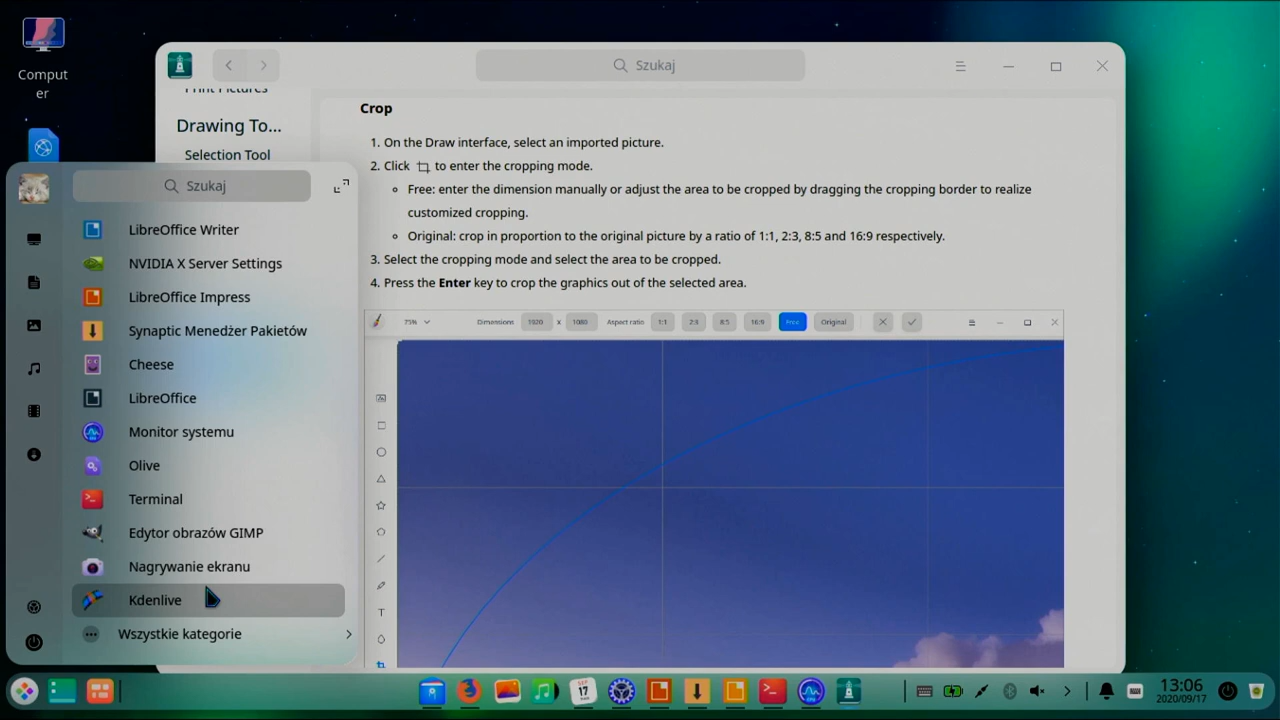 Comput
er
Szukaj
Print Pictures
Drawing To...
Selection Tool
Crop
1. On the Draw interface, select an imported picture.
2. Click to enter the cropping mode.
Free: enter the dimension manually or adjust the area to be cropped by dragging the cropping border to realize
customized cropping.
Original: crop in proportion to the original picture by a ratio of 1:1, 2:3, 8:5 and 16:9 respectively.
3. Select the cropping mode and select the area to be cropped.
4. Press the Enter key to crop the graphics out of the selected area.
75% Dimensions 1920 x 1080 Aspect ratio 1:1 2:3 8:5 16:9 Free Original
T
Szukaj
LibreOffice Writer
NVIDIA X Server Settings
LibreOffice Impress
Synaptic Menedżer Pakietów
Cheese
LibreOffice
Monitor systemu
Olive
Terminal
Edytor obrazów GIMP
Nagrywanie ekranu
Kdenlive
Wszystkie kategorie
SEP
17
13:06
2020/09/17